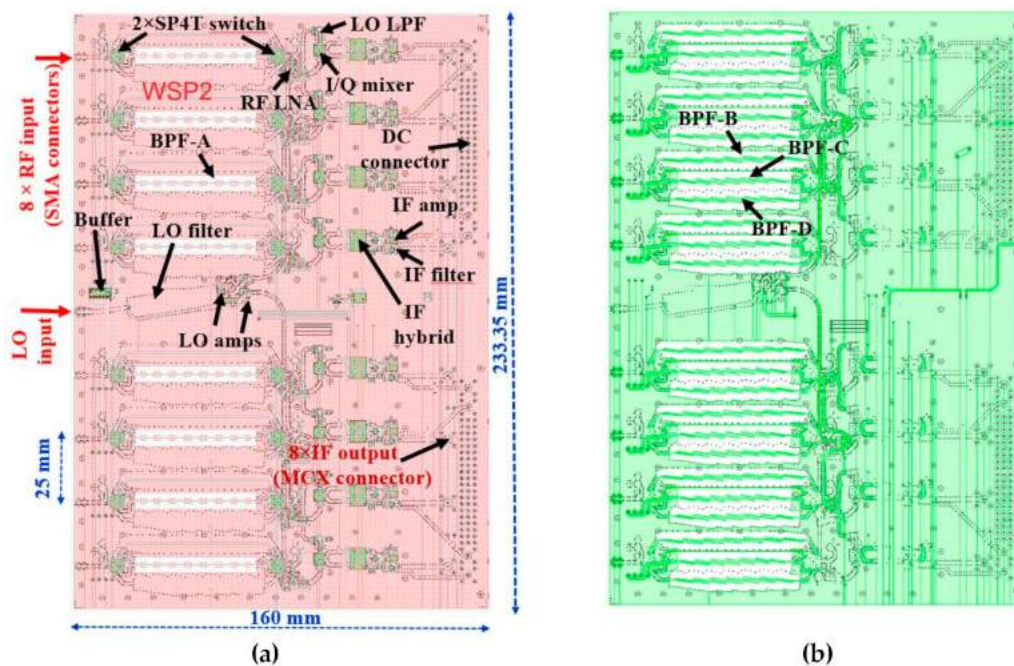 2×SP4T switch
LO LPF
I/Q mixer
WSP2
RF LNA
BPF-A
DC
connector
8 × RF input
(SMA connectors)
Buffer
LO filter
IF amp
IF filter
IF
hybrid
LO
input
LO amps
8×IF output
(MCX connector)
25 mm
160 mm
233.35 mm
(a)
BPF-B
BPF-C
BPF-D
(b)